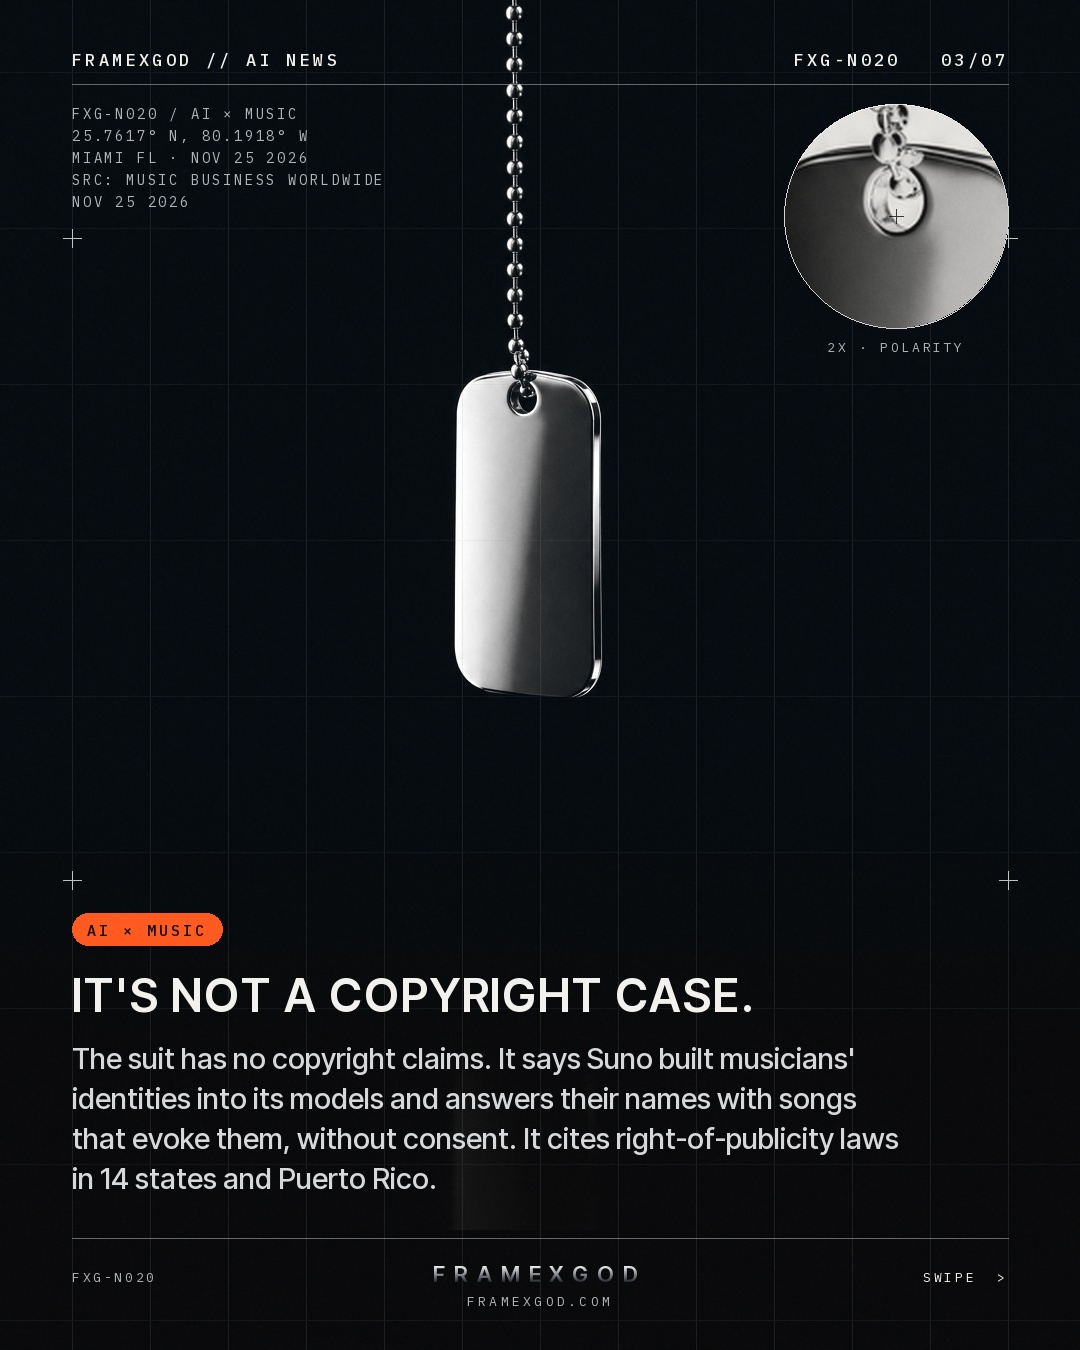 FRAMEXGOD // AI NEWS
FXG-N020 03/07
FXG-N020 / AI × MUSIC
25.7617° N, 80.1918° W
MIAMI FL · NOV 25 2026
SRC: MUSIC BUSINESS WORLDWIDE
NOV 25 2026
2X · POLARITY
AI × MUSIC
IT'S NOT A COPYRIGHT CASE.
The suit has no copyright claims. It says Suno built musicians'
identities into its models and answers their names with songs
that evoke them, without consent. It cites right-of-publicity laws
in 14 states and Puerto Rico.
FXG-N020
FRAMEXGOD
FRAMEXGOD.COM
SWIPE >